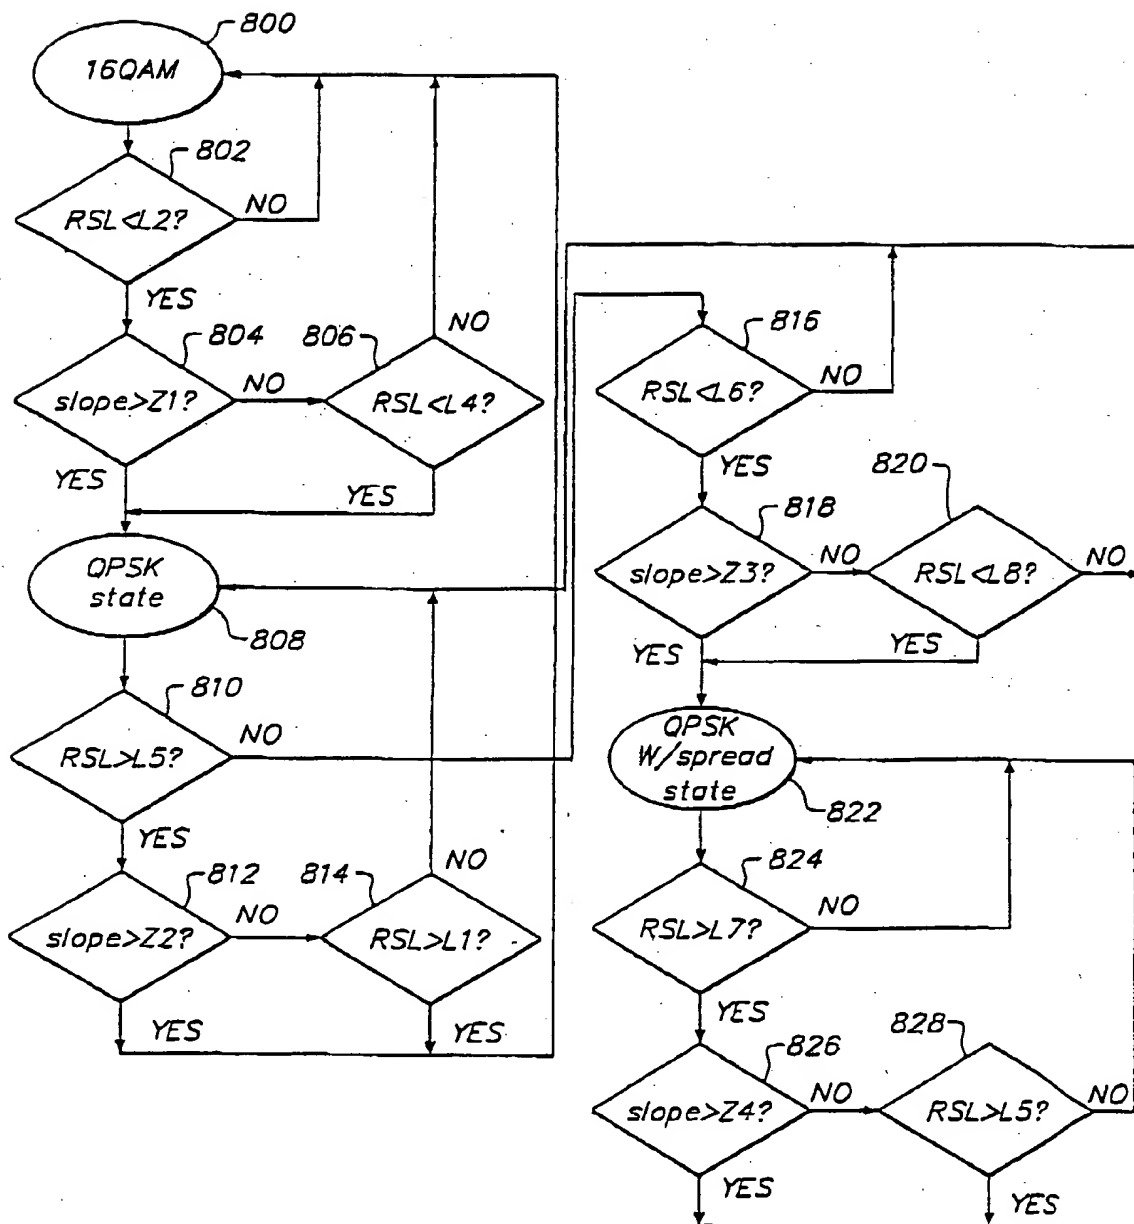 800
16QAM
802
RSL<L2?
NO
YES
804
slope>Z1?
NO
806
RSL<L4?
NO
YES
YES
QPSK
state
808
810
RSL>L5?
NO
YES
812
slope>Z2?
NO
814
RSL>L1?
NO
YES
YES
816
RSL<L6?
NO
YES
818
slope>Z3?
NO
820
RSL<L8?
NO
YES
YES
QPSK
W/spread
state
822
824
RSL>L7?
NO
YES
826
slope>Z4?
NO
828
RSL>L5?
NO
YES
YES